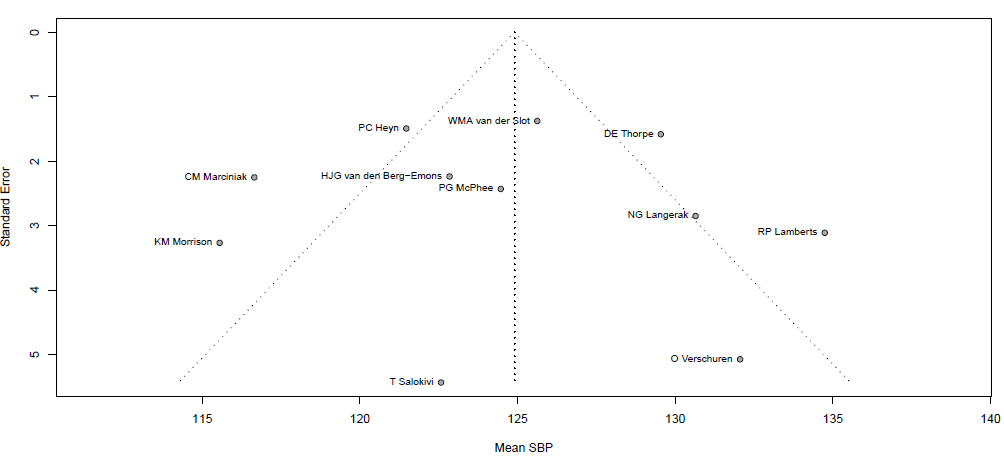 0
1
2
3
4
5
Standard Error
WMA van der Slot
PC Heyn
DE Thorpe
HJG van den Berg−Emons
CM Marciniak
PG McPhee
NG Langerak
RP Lamberts
KM Morrison
O Verschuren
T Salokivi
115 120 125 130 135 140
Mean SBP